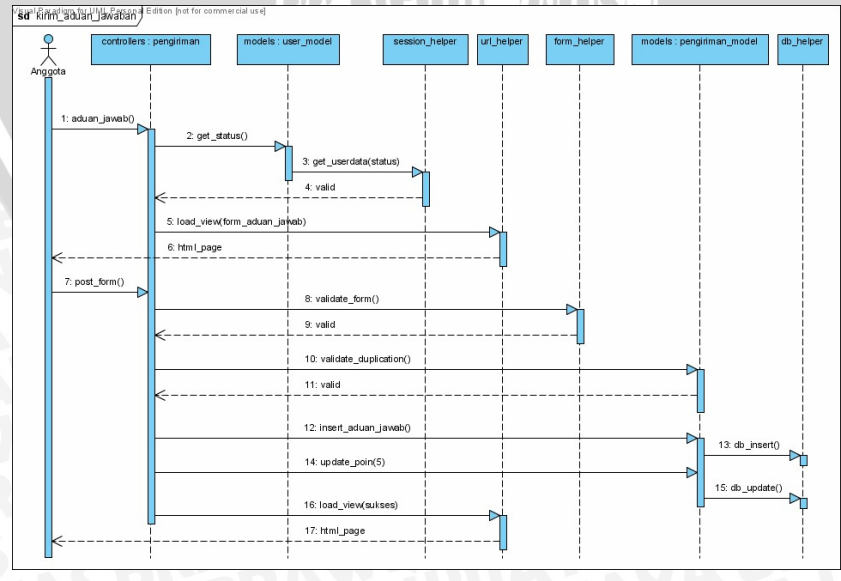 Visual Paradigm for UML Personal Edition [not for commercial use]
sd kirim_aduan_jawaban
controllers : pengiriman
models : user_model
session_helper
url_helper
form_helper
models : pengiriman_model
db_helper
Anggota
1: aduan_jawab()
2: get_status()
3: get_userdata(status)
4: valid
5: load_view(form_aduan_jawab)
6: html_page
7: post_form()
8: validate_form()
9: valid
10: validate_duplication()
11: valid
12: insert_aduan_jawab()
13: db_insert()
14: update_poin(5)
15: db_update()
16: load_view(sukses)
17: html_page